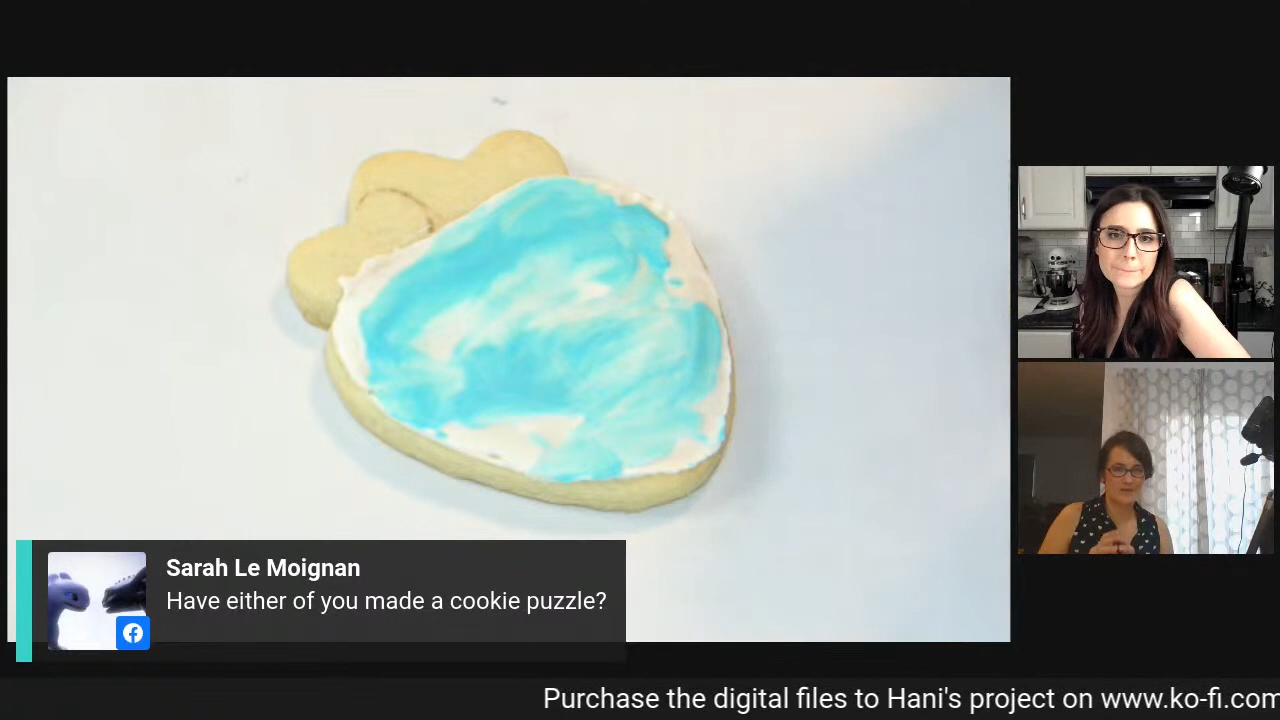 Sarah Le Moignan
Have either of you made a cookie puzzle?
Purchase the digital files to Hani's project on www.ko-fi.com